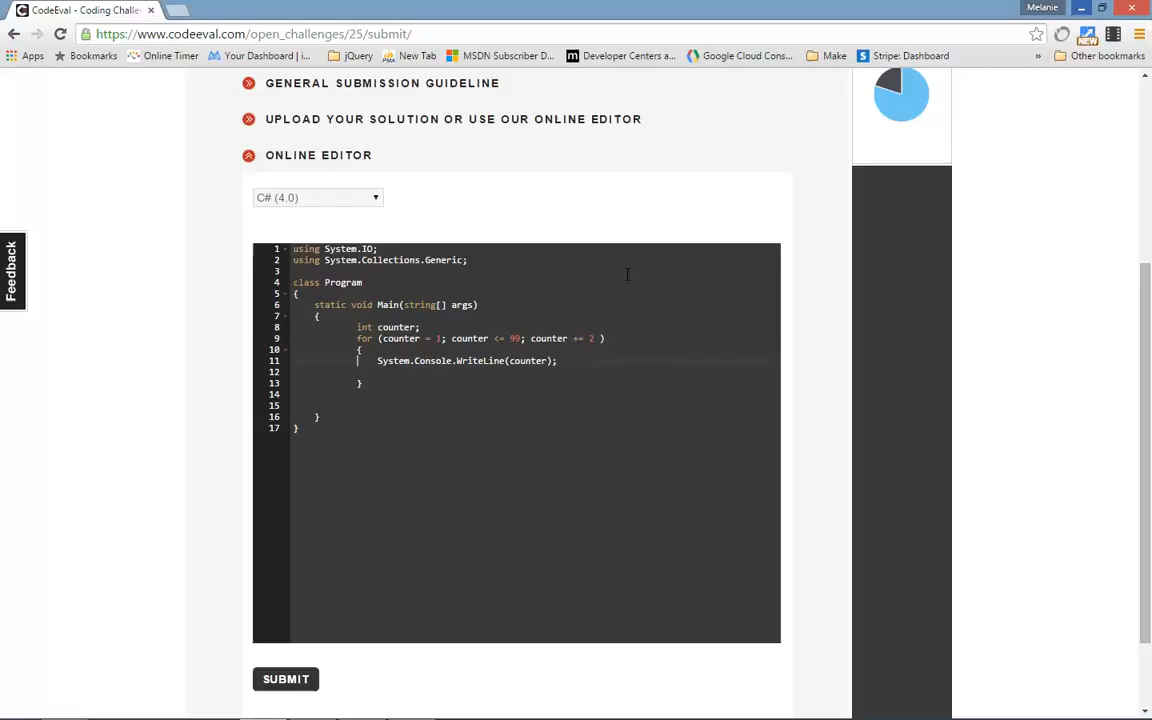 CodeEval - Coding Challe
Melanie
https://www.codeeval.com/open_challenges/25/submit/
Apps Bookmarks Online Timer Your Dashboard | i... jQuery New Tab MSDN Subscriber D... Developer Centers a... Google Cloud Cons... Make Stripe: Dashboard » Other bookmarks
NEW
GENERAL SUBMISSION GUIDELINE
UPLOAD YOUR SOLUTION OR USE OUR ONLINE EDITOR
ONLINE EDITOR
C# (4.0)
Feedback
1 using System.IO;
2 using System.Collections.Generic;
3
4 class Program
5 {
6 static void Main(string[] args)
7 {
8 int counter;
9 for (counter = 1; counter <= 99; counter += 2 )
10 {
11 System.Console.WriteLine(counter);
12
13 }
14
15
16 }
17 }
SUBMIT